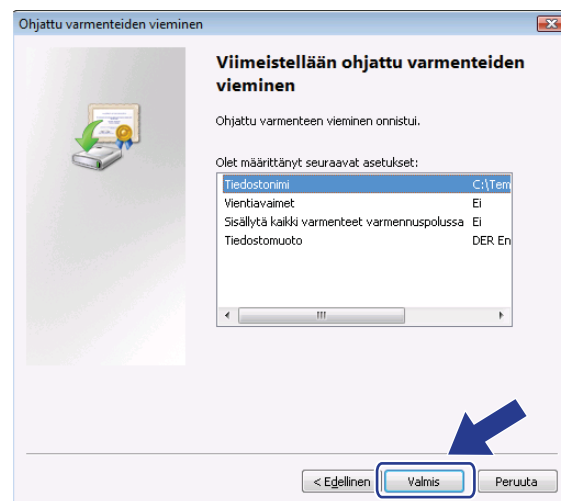 Ohjattu varmenteiden vieminen
Viimeistellään ohjattu varmenteiden
vieminen
Ohjattu varmenteen vieminen onnistui.
Olet määrittänyt seuraavat asetukset:
Tiedostonimi C:\Tem
Vientiavaimet Ei
Sisällytä kaikki varmenteet varmennuspolussa Ei
Tiedostomuoto DER En
< Edellinen Valmis Peruuta